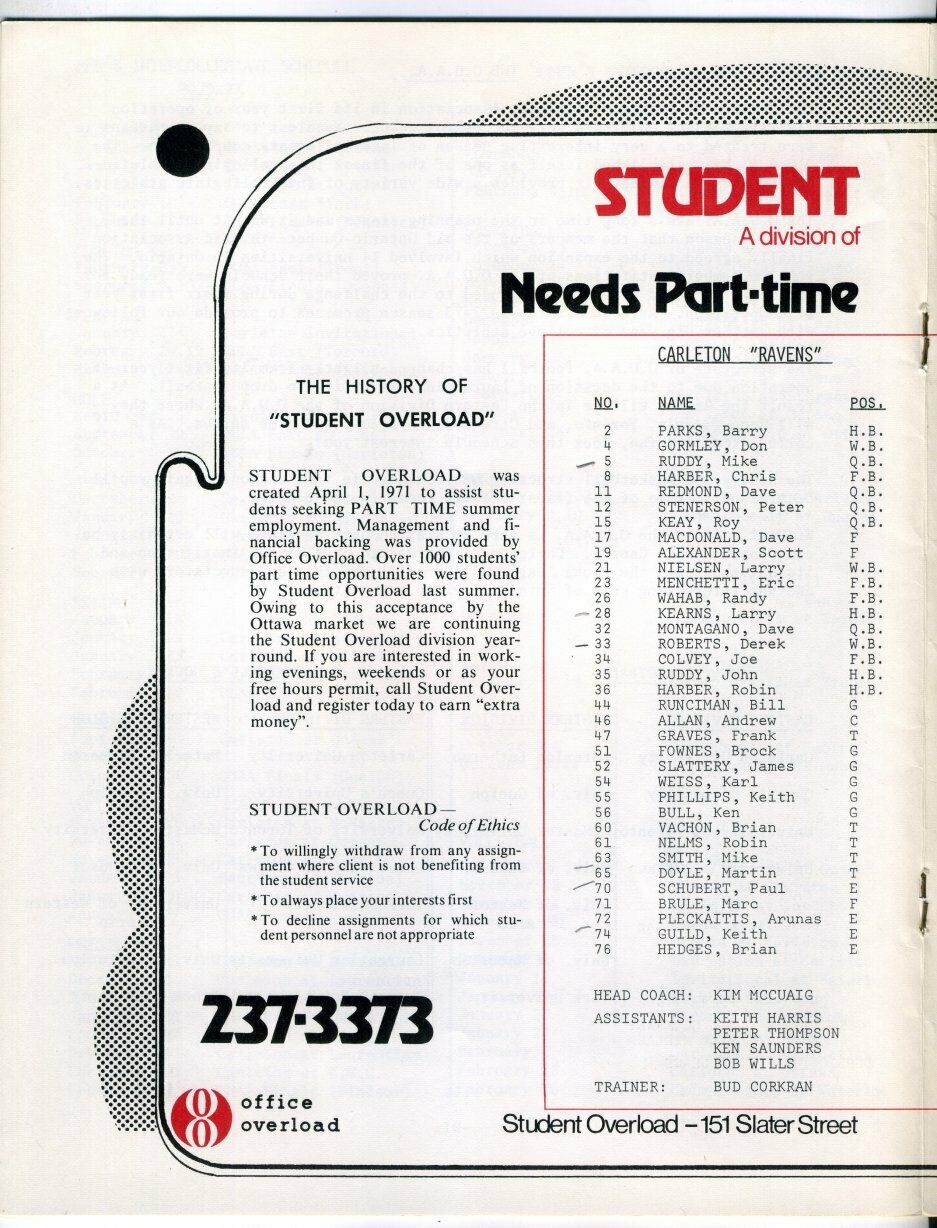 STUDENT
A division of
Needs Part-time
THE HISTORY OF
"STUDENT OVERLOAD"
STUDENT OVERLOAD was
created April 1, 1971 to assist stu-
dents seeking PART TIME summer
employment. Management and fi-
nancial backing was provided by
Office Overload. Over 1000 students'
part time opportunities were found
by Student Overload last summer.
Owing to this acceptance by the
Ottawa market we are continuing
the Student Overload division year-
round. If you are interested in work-
ing evenings, weekends or as your
free hours permit, call Student Over-
load and register today to earn "extra
money".
STUDENT OVERLOAD—
Code of Ethics
* To willingly withdraw from any assign-
ment where client is not benefiting from
the student service
* To always place your interests first
* To decline assignments for which stu-
dent personnel are not appropriate
237-3373
office
overload
CARLETON "RAVENS"
NO. NAME POS.
2 PARKS, Barry H.B.
4 GORMLEY, Don W.B.
5 RUDDY, Mike Q.B.
8 HARBER, Chris F.B.
11 REDMOND, Dave Q.B.
12 STENERSON, Peter Q.B.
15 KEAY, Roy Q.B.
17 MACDONALD, Dave F
19 ALEXANDER, Scott F
21 NIELSEN, Larry W.B.
23 MENCHETTI, Eric F.B.
26 WAHAB, Randy F.B.
28 KEARNS, Larry H.B.
32 MONTAGANO, Dave Q.B.
33 ROBERTS, Derek W.B.
34 COLVEY, Joe F.B.
35 RUDDY, John H.B.
36 HARBER, Robin H.B.
44 RUNCIMAN, Bill G
46 ALLAN, Andrew C
47 GRAVES, Frank T
51 FOWNES, Brock G
52 SLATTERY, James G
54 WEISS, Karl G
55 PHILLIPS, Keith G
56 BULL, Ken G
60 VACHON, Brian T
61 NELMS, Robin T
63 SMITH, Mike T
65 DOYLE, Martin T
70 SCHUBERT, Paul E
71 BRULE, Marc F
72 PLECKAITIS, Arunas E
74 GUILD, Keith E
76 HEDGES, Brian E
HEAD COACH: KIM MCCUAIG
ASSISTANTS: KEITH HARRIS
PETER THOMPSON
KEN SAUNDERS
BOB WILLS
TRAINER: BUD CORKRAN
Student Overload – 151 Slater Street